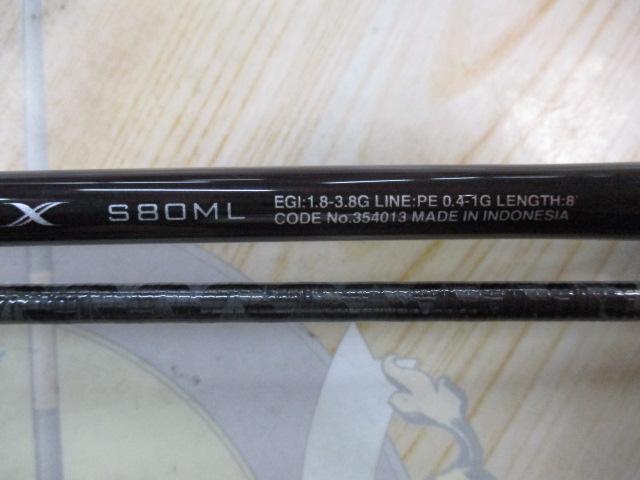 X S80ML
EGI:1.8-3.8G LINE:PE 0.4-1G LENGTH:8'
CODE No.354013 MADE IN INDONESIA